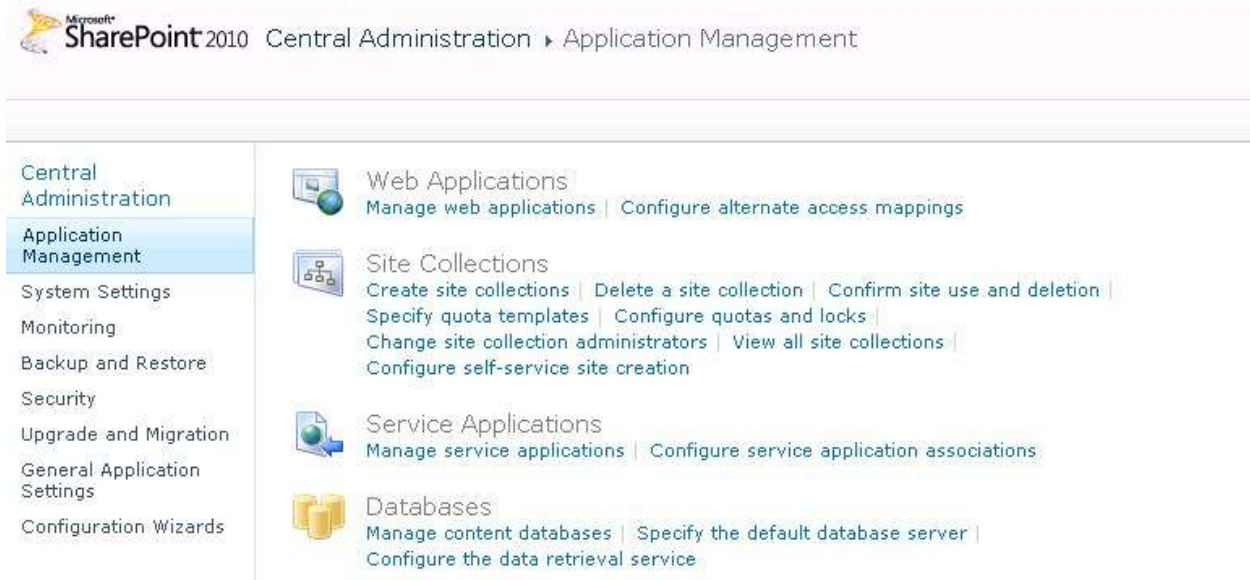 Microsoft®
SharePoint 2010 Central Administration ▸ Application Management
Central
Administration
Application
Management
System Settings
Monitoring
Backup and Restore
Security
Upgrade and Migration
General Application
Settings
Configuration Wizards
Web Applications
Manage web applications | Configure alternate access mappings
Site Collections
Create site collections | Delete a site collection | Confirm site use and deletion |
Specify quota templates | Configure quotas and locks |
Change site collection administrators | View all site collections |
Configure self-service site creation
Service Applications
Manage service applications | Configure service application associations
Databases
Manage content databases | Specify the default database server |
Configure the data retrieval service